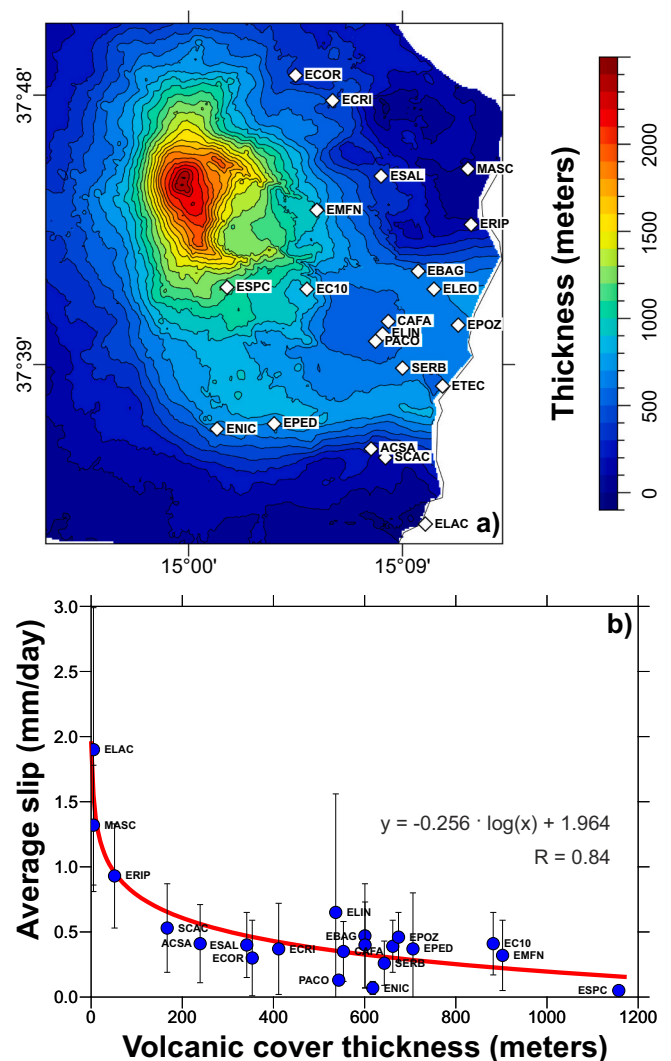 ECOR
37°48'
ECRI
ESAL
MASC
EMFN
ERIP
EBAG
ESPC
EC10
ELEO
CAFA
EPOZ
ELIN
PACO
37°39'
SERB
ETEC
ENIC
EPED
ACSA
SCAC
ELAC
a)
15°00'
15°09'
Thickness (meters)
2000
1500
1000
500
0
b)
3.0
2.0
1.5
1.0
0.5
0.0
Average slip (mm/day)
ELAC
MASC
ERIP
SCAC
ACSA
ESAL
ECOR
ECRI
ELIN
EBAG
CAFA
EPOZ
EPED
SERB
PACO
ENIC
EC10
EMFN
ESPC
y = -0.256 · log(x) + 1.964
R = 0.84
0 200 400 600 800 1000 1200
Volcanic cover thickness (meters)